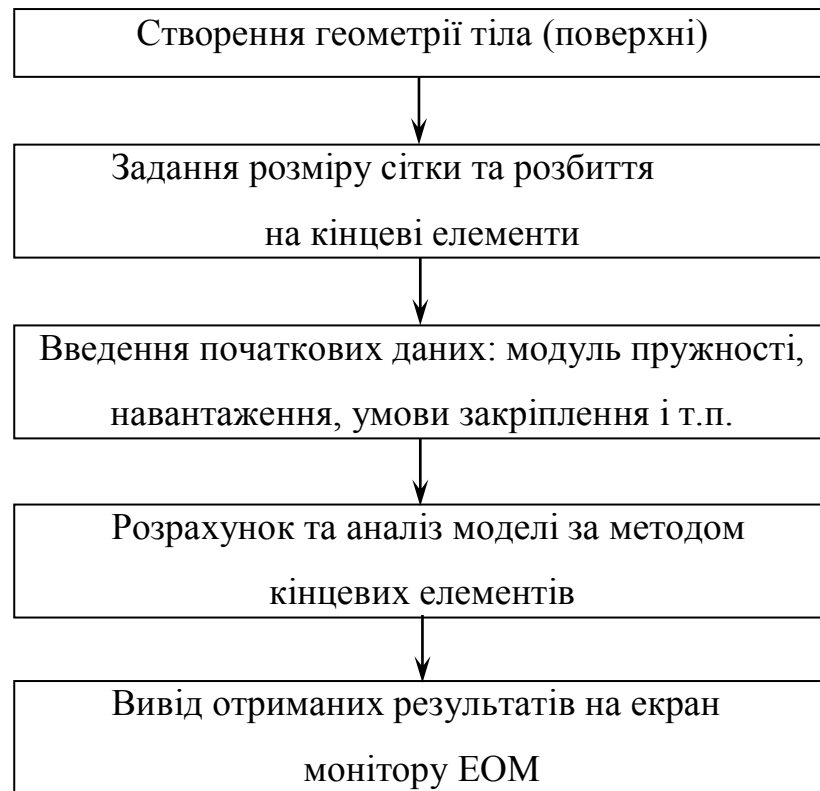 Створення геометрії тіла (поверхні)
Задання розміру сітки та розбиття
на кінцеві елементи
Введення початкових даних: модуль пружності,
навантаження, умови закріплення і т.п.
Розрахунок та аналіз моделі за методом
кінцевих елементів
Вивід отриманих результатів на екран
монітору ЕОМ